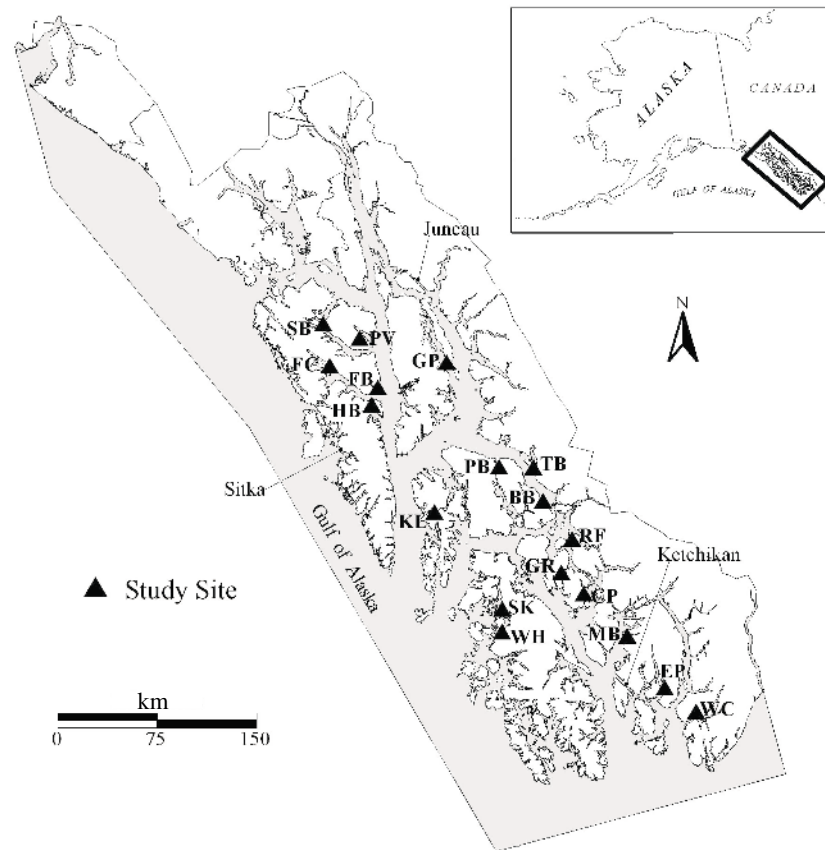 ALASKA
CANADA
GULF OF ALASKA
Juneau
N
SB
PV
FC
GP
FB
HB
PB
TB
Sitka
BB
KL
Gulf of Alaska
RF
Ketchikan
GR
CP
Study Site
SK
MB
WH
EP
km
WC
0 75 150